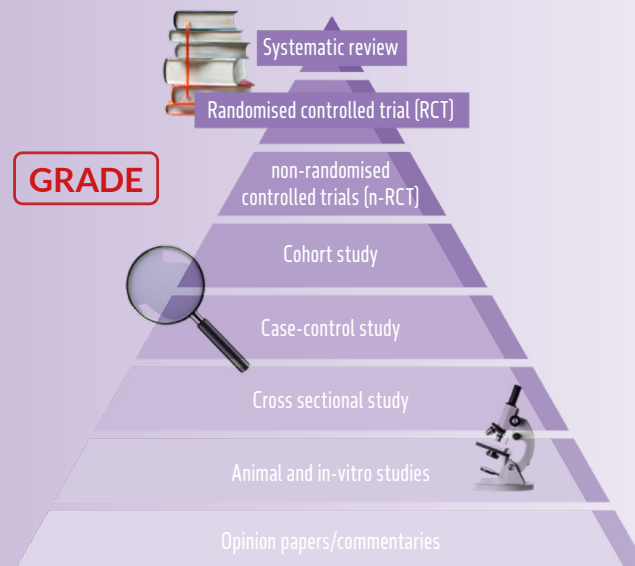 Systematic review
Randomised controlled trial (RCT)
GRADE
non-randomised
controlled trials (n-RCT)
Cohort study
Case-control study
Cross sectional study
Animal and in-vitro studies
Opinion papers/commentaries